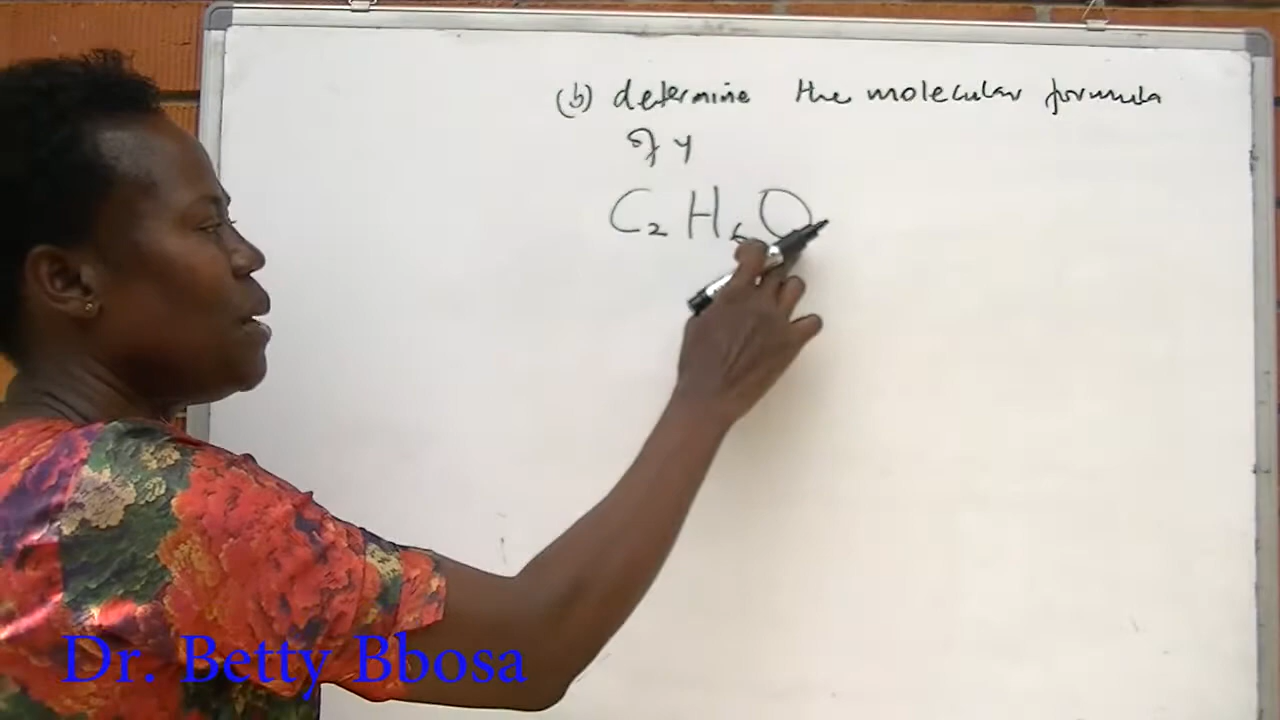 (b) determine the molecular formula
of y
C₂H₆O
Dr. Betty Bbosa